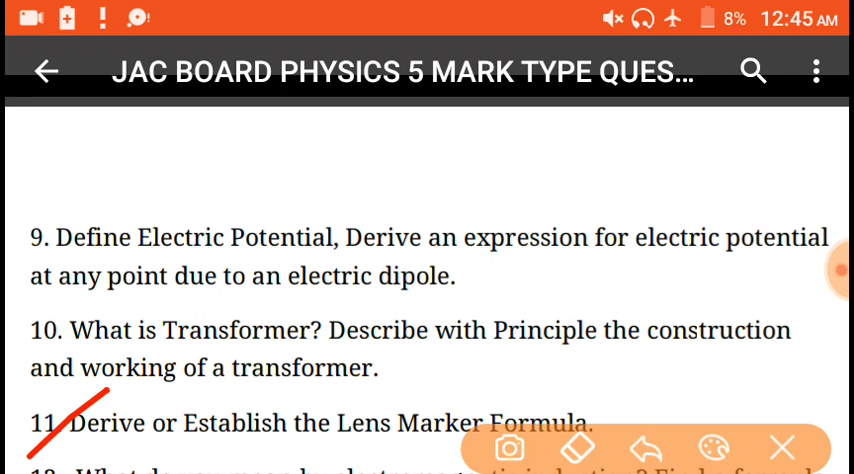 8% 12:45 AM
JAC BOARD PHYSICS 5 MARK TYPE QUES...
9. Define Electric Potential, Derive an expression for electric potential
at any point due to an electric dipole.
10. What is Transformer? Describe with Principle the construction
and working of a transformer.
11. Derive or Establish the Lens Marker Formula.